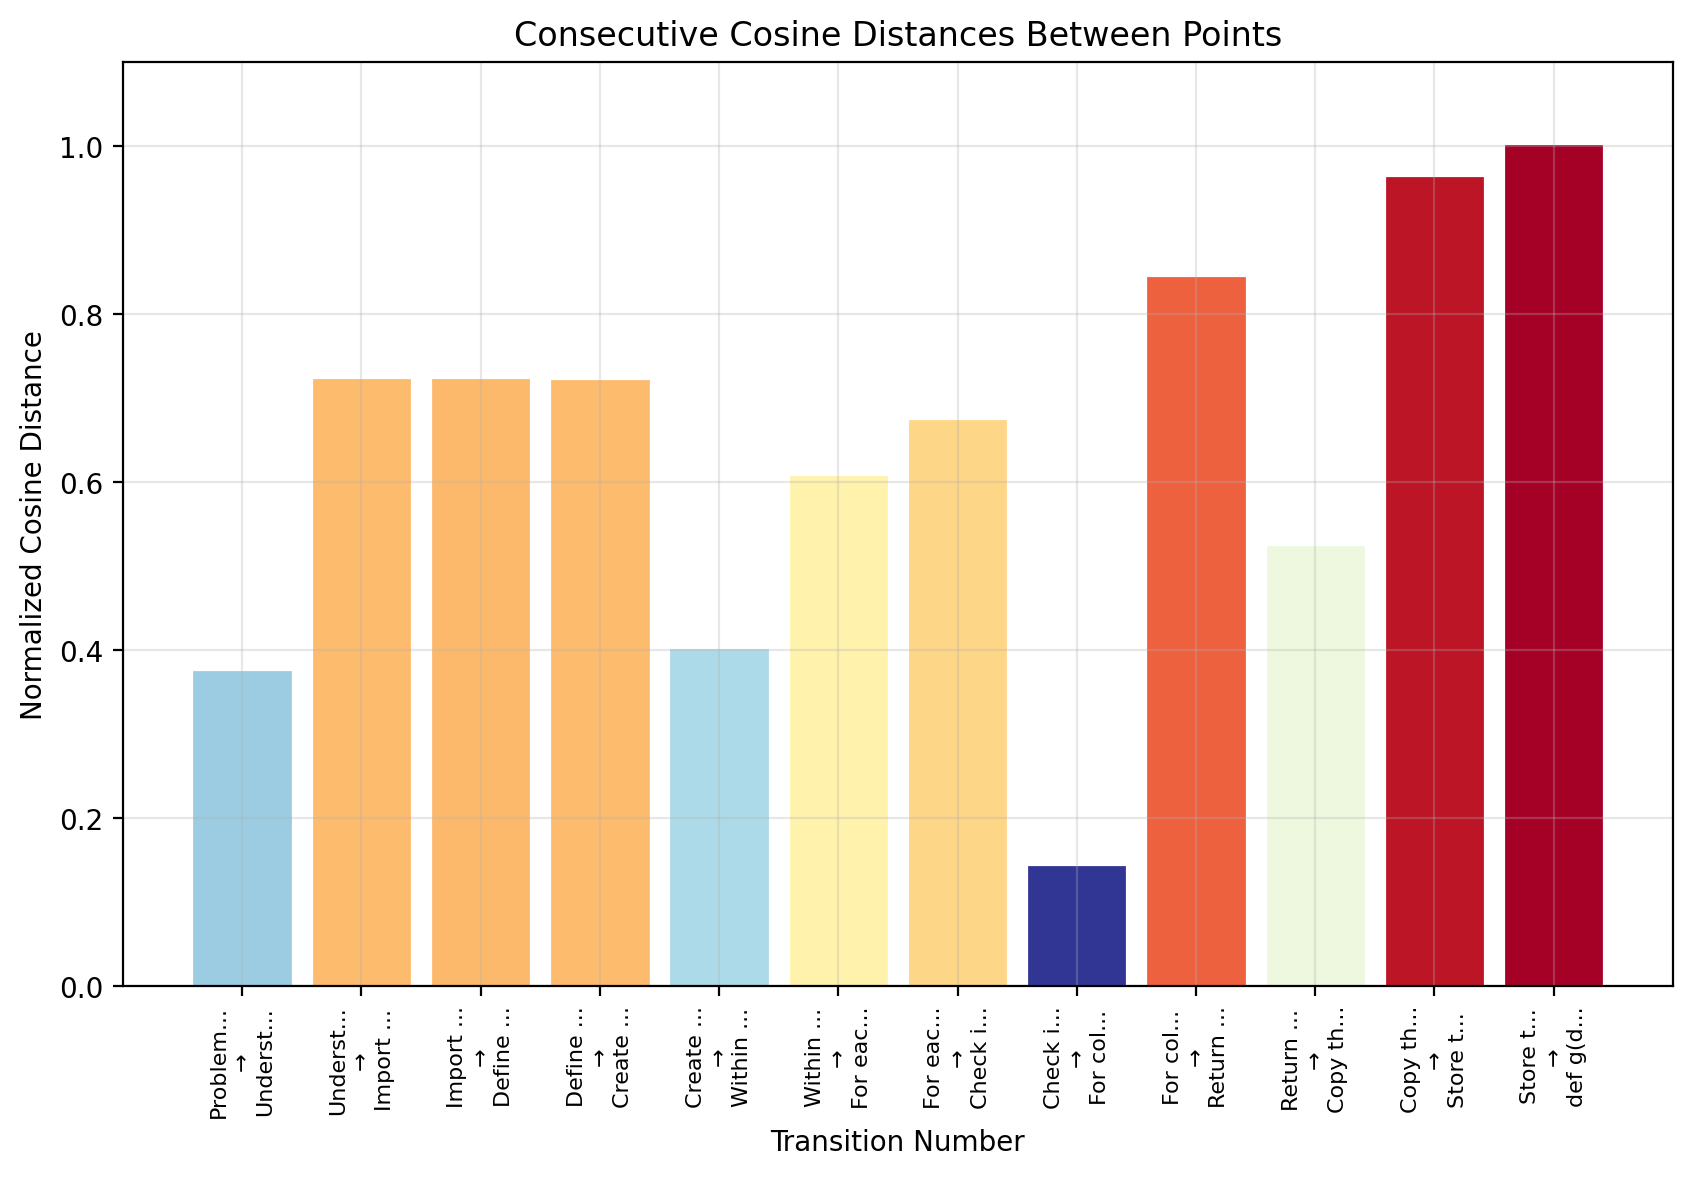 Consecutive Cosine Distances Between Points
Normalized Cosine Distance
1.0
0.8
0.6
0.4
0.2
0.0
Problem...
→
Underst...
Underst...
→
Import ...
Import ...
→
Define ...
Define ...
→
Create ...
Create ...
→
Within ...
Within ...
→
For eac...
For eac...
→
Check i...
Check i...
→
For col...
For col...
→
Return ...
Return ...
→
Copy th...
Copy th...
→
Store t...
Store t...
→
def g(d...
Transition Number